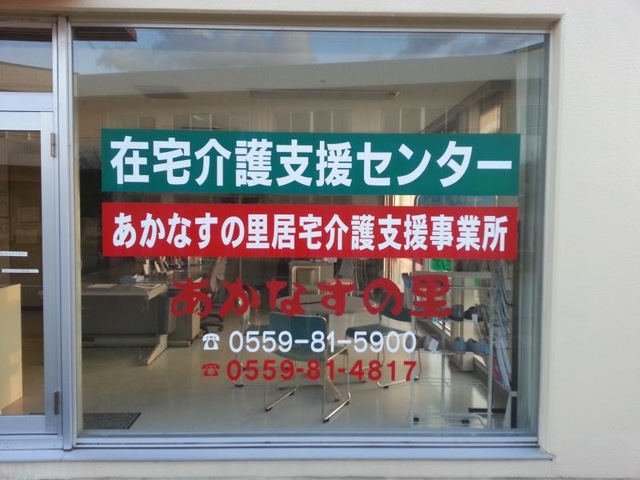 在宅介護支援センター
あかなすの里居宅介護支援事業所
あかなすの里
☎ 0559-81-5900
☎ 0559-81-4817